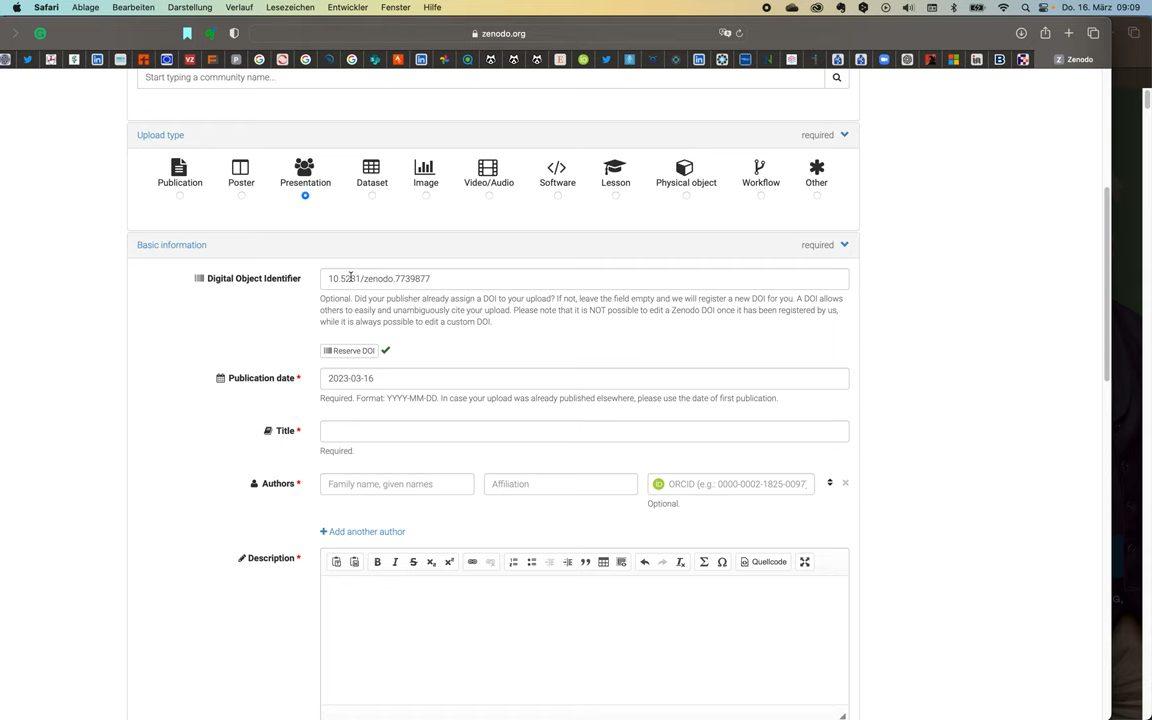 Safari Ablage Bearbeiten Darstellung Verlauf Lesezeichen Entwickler Fenster Hilfe Do. 16. März 09:09
zenodo.org
Zenodo
Start typing a community name...
Upload type required
Publication Poster Presentation Dataset Image Video/Audio Software Lesson Physical object Workflow Other
Basic information required
Digital Object Identifier 10.5281/zenodo.7739877
Optional. Did your publisher already assign a DOI to your upload? If not, leave the field empty and we will register a new DOI for you. A DOI allows
others to easily and unambiguously cite your upload. Please note that it is NOT possible to edit a Zenodo DOI once it has been registered by us,
while it is always possible to edit a custom DOI.
Reserve DOI
Publication date * 2023-03-16
Required. Format: YYYY-MM-DD. In case your upload was already published elsewhere, please use the date of first publication.
Title *
Required.
Authors * Family name, given names Affiliation ORCID (e.g.: 0000-0002-1825-0097)
Optional.
+ Add another author
Description * B I S x₂ x² Σ Ω Quellcode